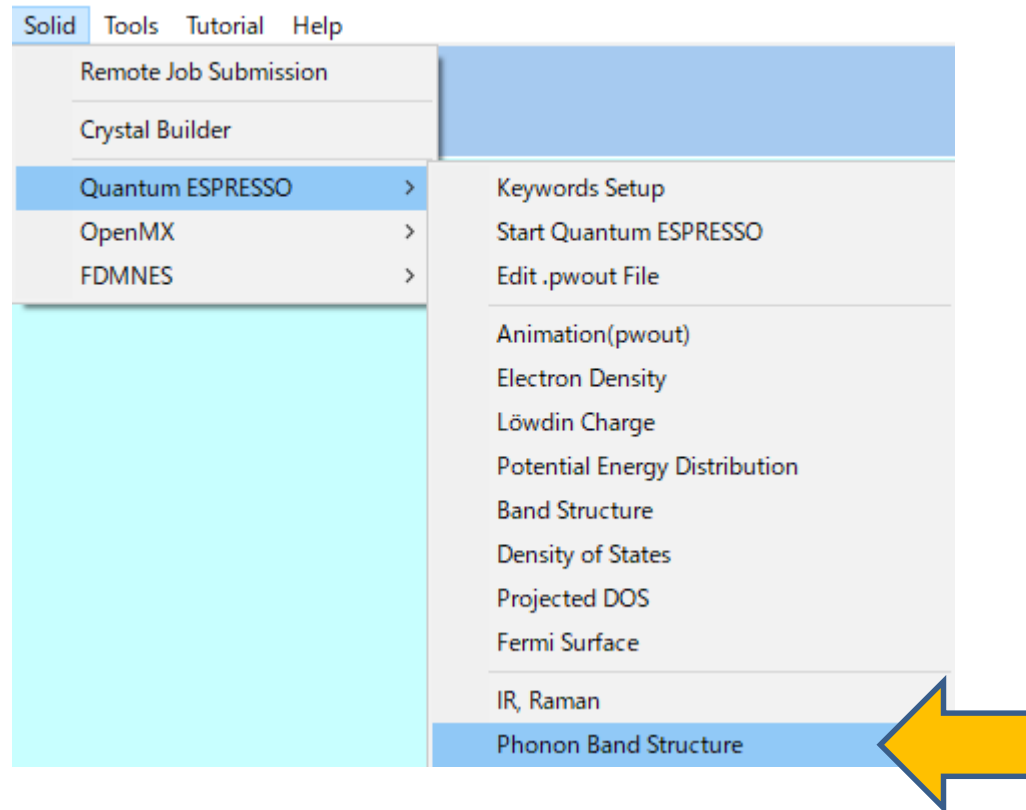 Solid Tools Tutorial Help
Remote Job Submission
Crystal Builder
Quantum ESPRESSO >
OpenMX >
FDMNES >
Keywords Setup
Start Quantum ESPRESSO
Edit .pwout File
Animation(pwout)
Electron Density
Löwdin Charge
Potential Energy Distribution
Band Structure
Density of States
Projected DOS
Fermi Surface
IR, Raman
Phonon Band Structure